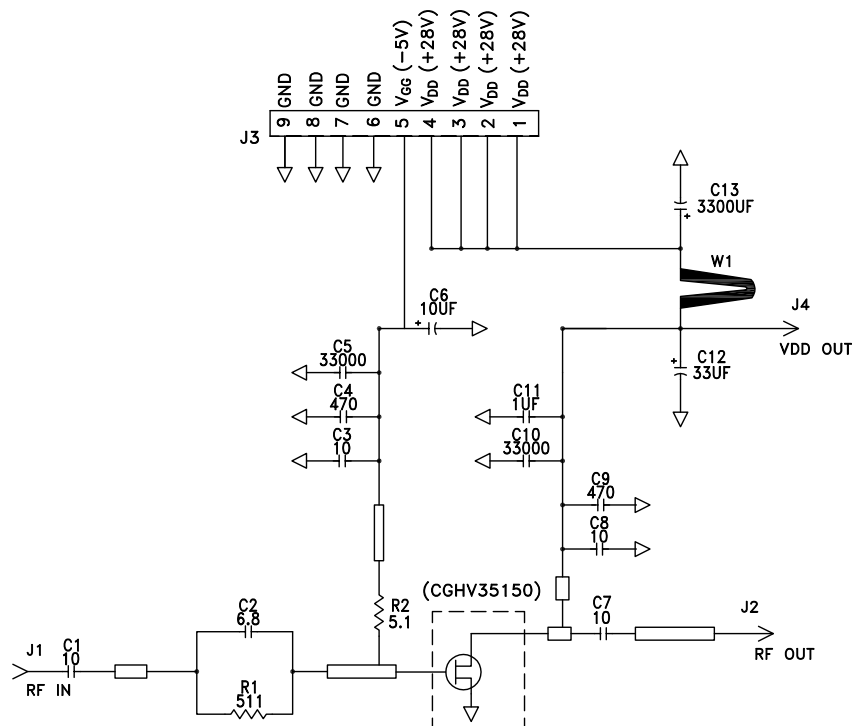 GND
GND
GND
GND
VGG (-5V)
VDD (+28V)
VDD (+28V)
VDD (+28V)
VDD (+28V)
J3
9
8
7
6
5
4
3
2
1
C13
3300UF
W1
C6
10UF
J4
VDD OUT
C5
33000
C12
33UF
C4
470
C11
1UF
C3
10
C10
33000
C9
470
C8
10
(CGHV35150)
R2
5.1
C2
6.8
C7
10
J2
RF OUT
J1
RF IN
C1
10
R1
511